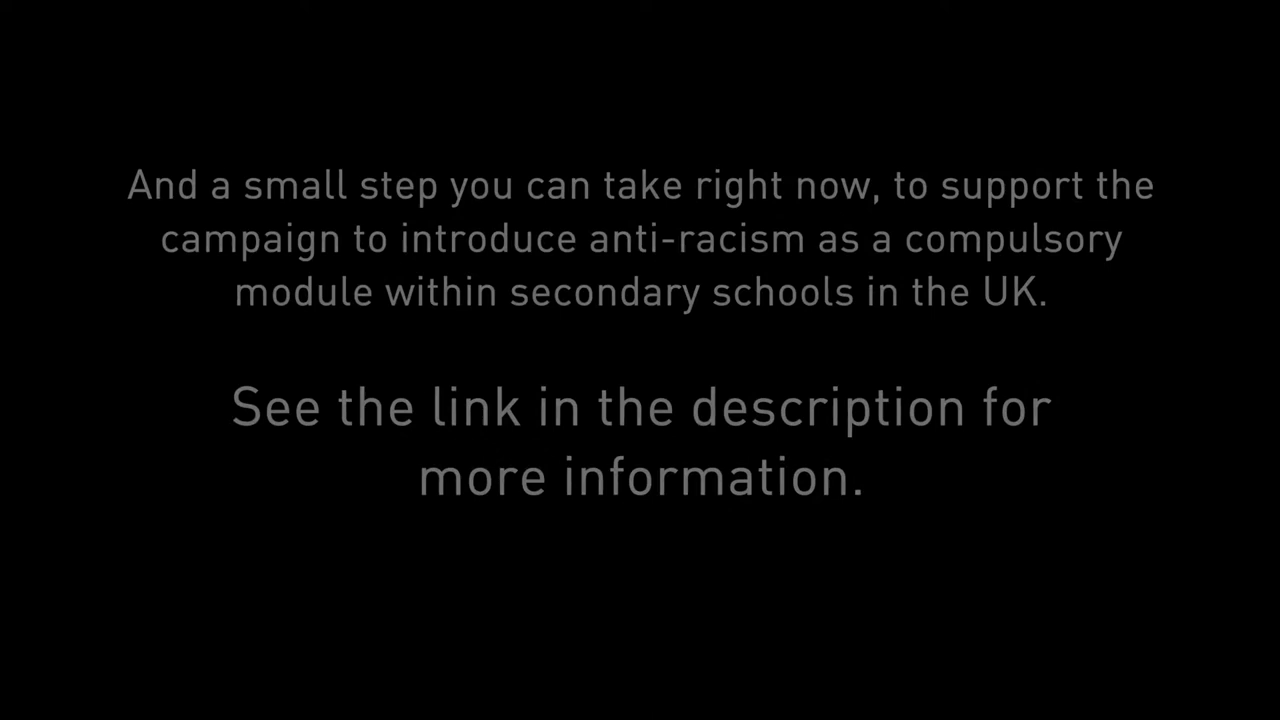 And a small step you can take right now, to support the
campaign to introduce anti-racism as a compulsory
module within secondary schools in the UK.
See the link in the description for
more information.